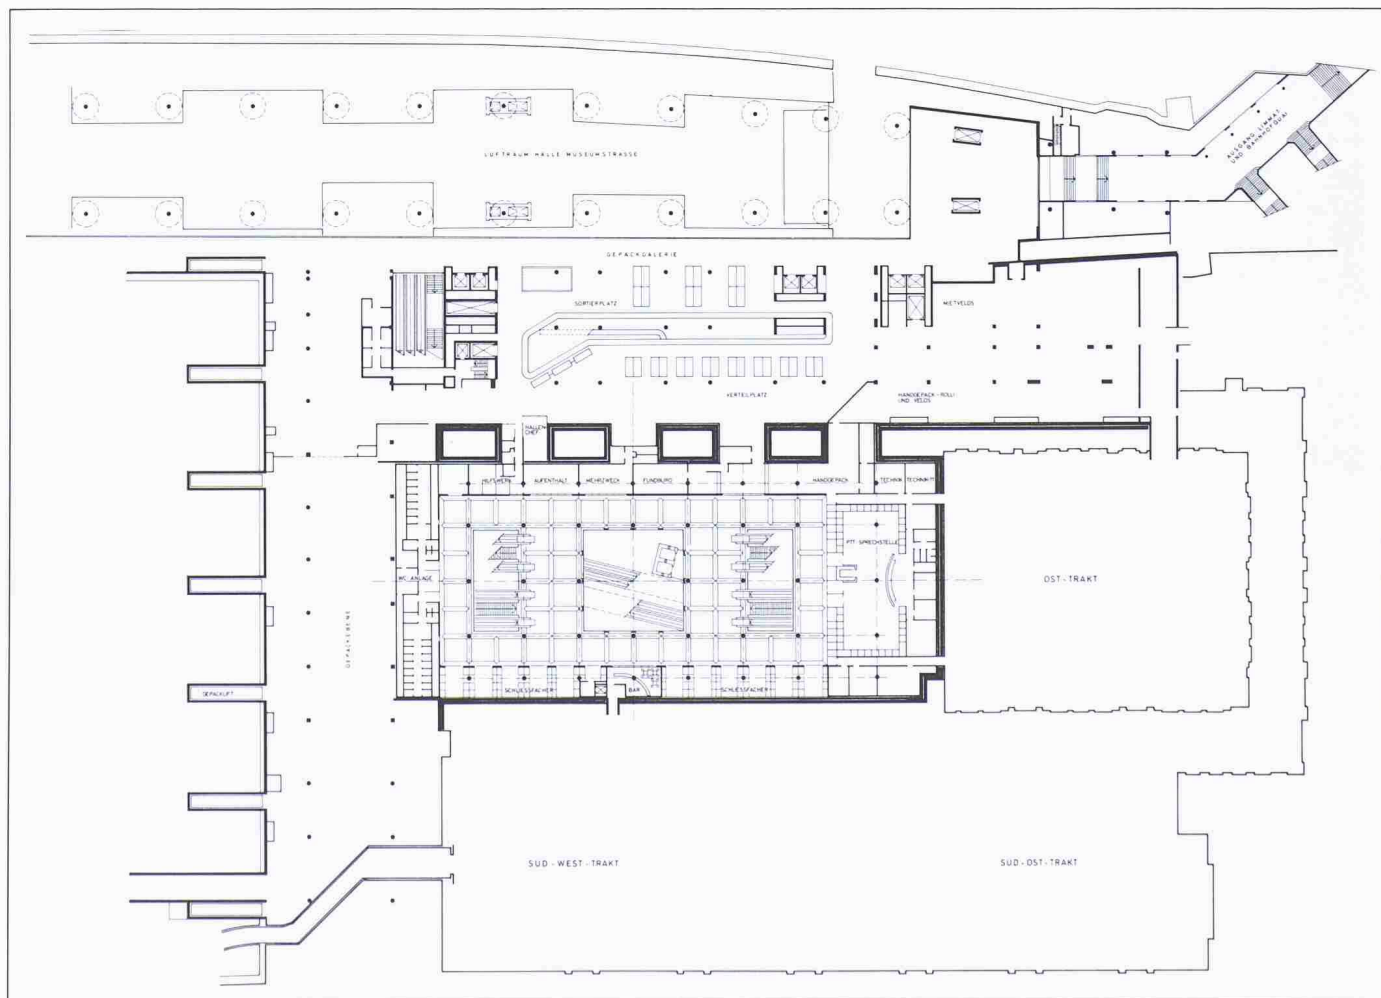 LUFTRAUM HALLE MUSEUMSTRASSE
AUSGANG LIMMAT
UND BAHNHOFQUAI
GEPÄCKGALERIE
SORTIERPLATZ
MIETVELOS
VERTEILPLATZ
HANDGEPÄCK-ROLLI
UND VELOS
HALLEN
CHEF
HILFSWERK
AUFENTHALT
MEHRZWECK
FUNDBÜRO
HANDGEPÄCK
TECHNIK
TECHNIK PTT
PTT SPRECHSTELLE
WC ANLAGE
OST-TRAKT
GEPÄCKEBENE
GEPÄCKLIFT
SCHLIESSFÄCHER
BAR
SCHLIESSFÄCHER
SÜD-WEST-TRAKT
SÜD-OST-TRAKT